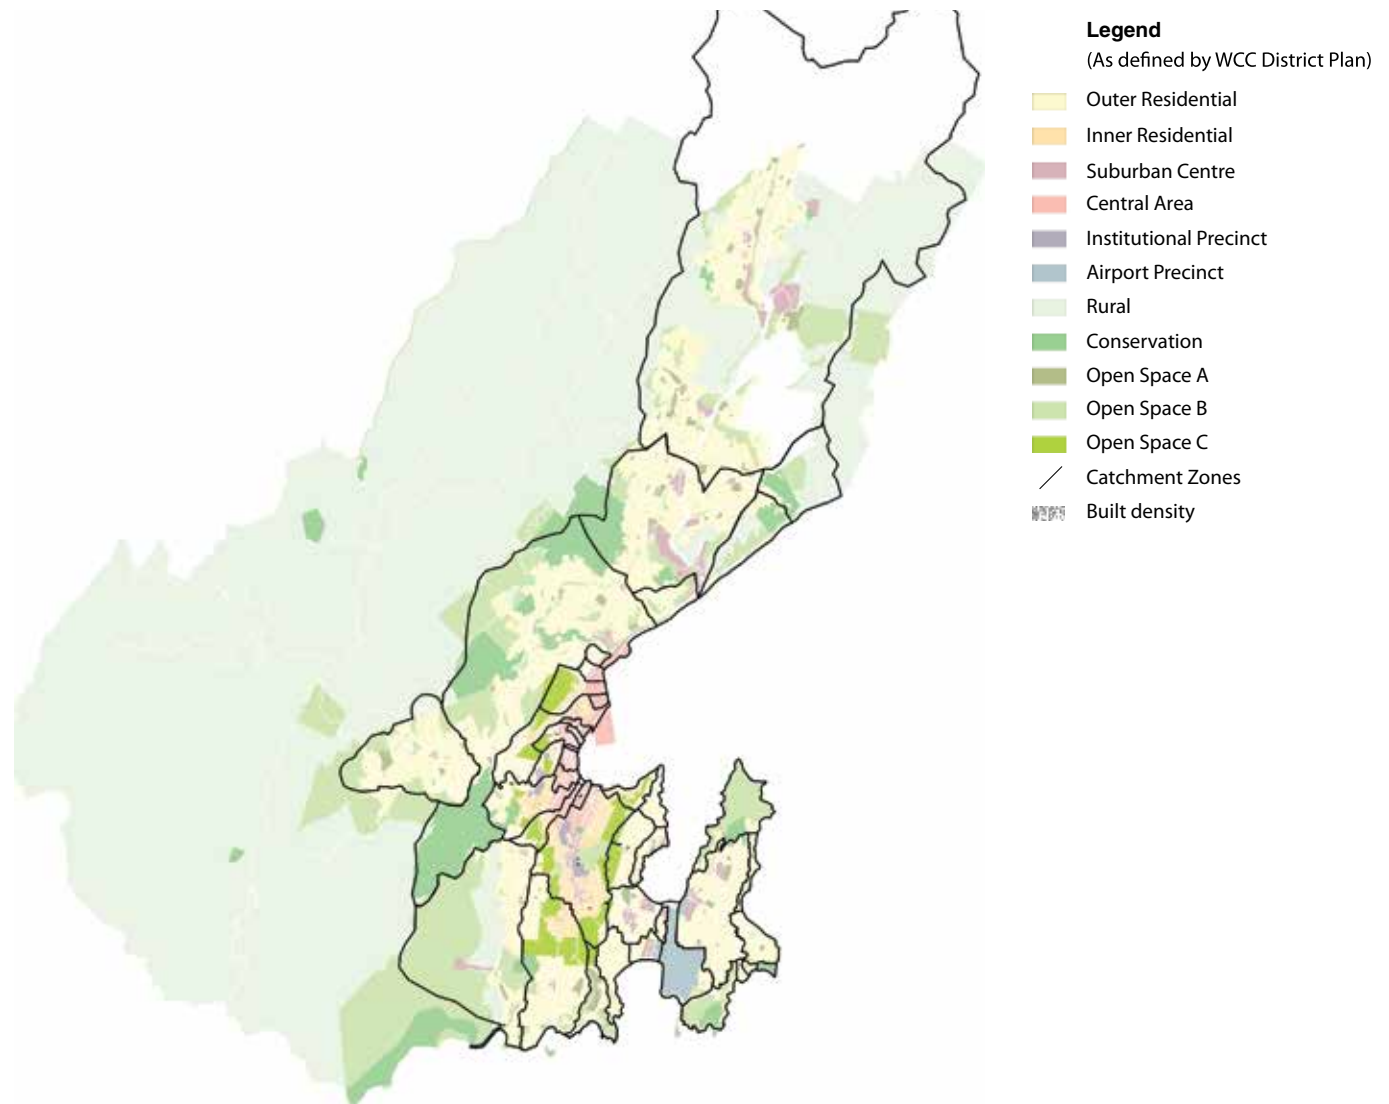 Legend
(As defined by WCC District Plan)
Outer Residential
Inner Residential
Suburban Centre
Central Area
Institutional Precinct
Airport Precinct
Rural
Conservation
Open Space A
Open Space B
Open Space C
Catchment Zones
Built density